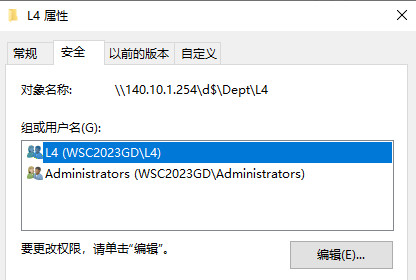 L4 属性
常规
安全
以前的版本
自定义
对象名称:
\\140.10.1.254\d$\Dept\L4
组或用户名(G):
L4 (WSC2023GD\L4)
Administrators (WSC2023GD\Administrators)
要更改权限，请单击“编辑”。
编辑(E)...